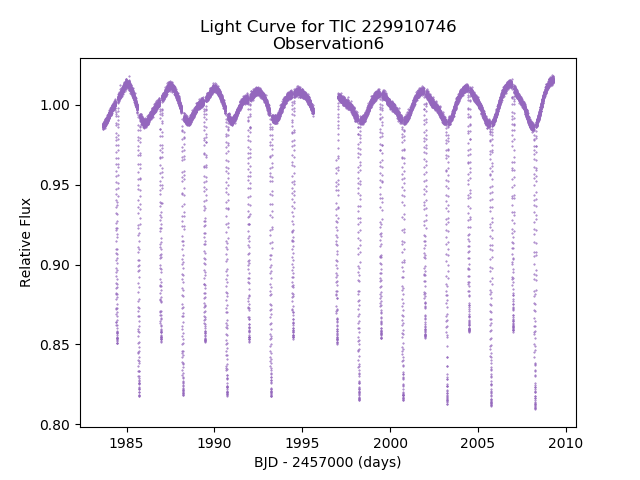 Light Curve for TIC 229910746
Observation6
Relative Flux
1.00
0.95
0.90
0.85
0.80
1985
1990
1995
2000
2005
2010
BJD - 2457000 (days)